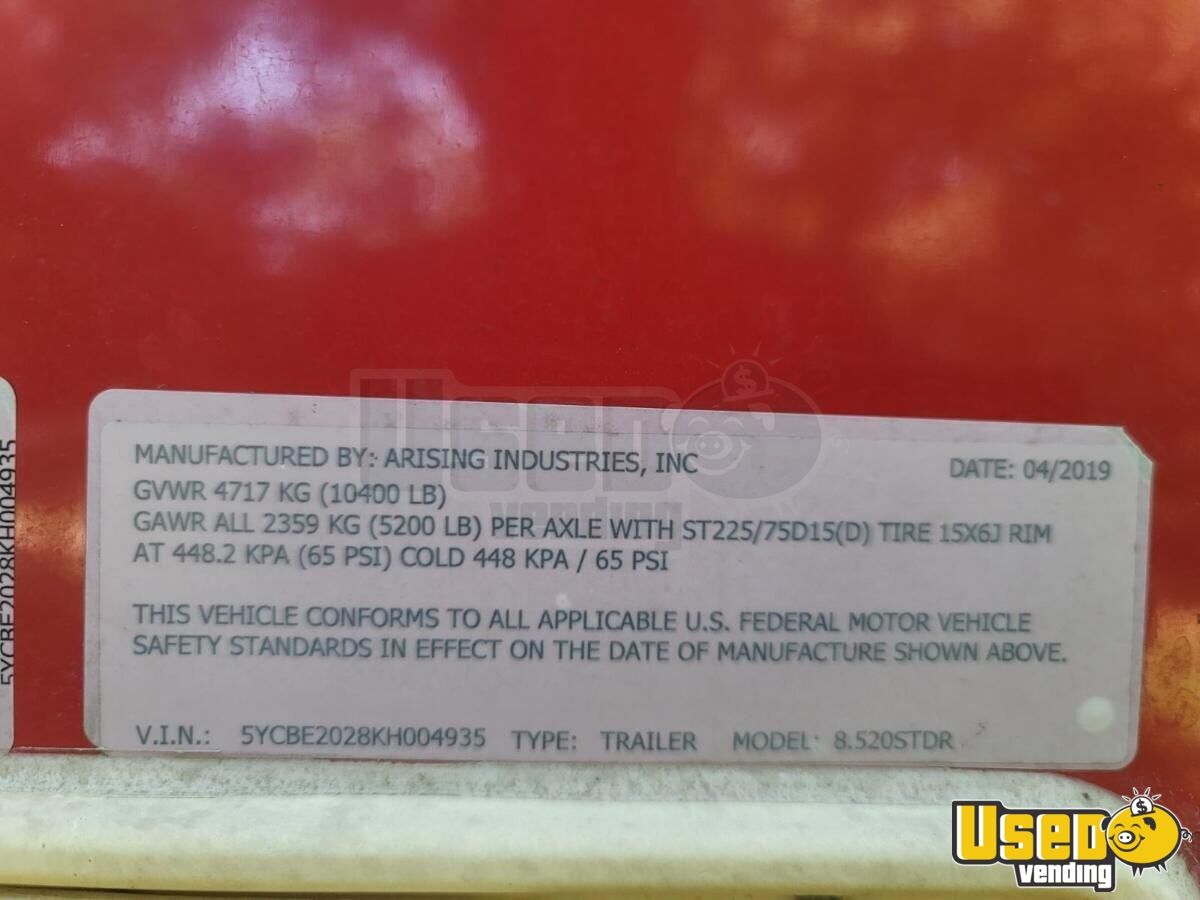 5YCBE2028KH004935
MANUFACTURED BY: ARISING INDUSTRIES, INC DATE: 04/2019
GVWR 4717 KG (10400 LB)
GAWR ALL 2359 KG (5200 LB) PER AXLE WITH ST225/75D15(D) TIRE 15X6J RIM
AT 448.2 KPA (65 PSI) COLD 448 KPA / 65 PSI
THIS VEHICLE CONFORMS TO ALL APPLICABLE U.S. FEDERAL MOTOR VEHICLE
SAFETY STANDARDS IN EFFECT ON THE DATE OF MANUFACTURE SHOWN ABOVE.
V.I.N.: 5YCBE2028KH004935 TYPE: TRAILER MODEL: 8.520STDR
USED
vending
USED
vending